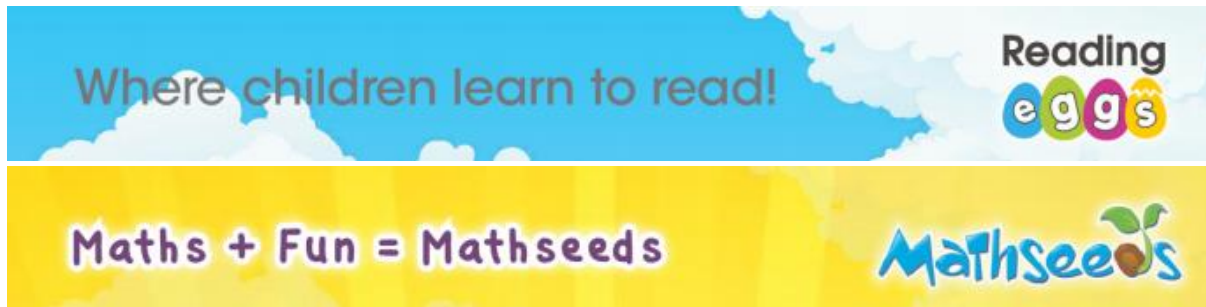 Where children learn to read!
Reading
eggs
Maths + Fun = Mathseeds
Mathseeds